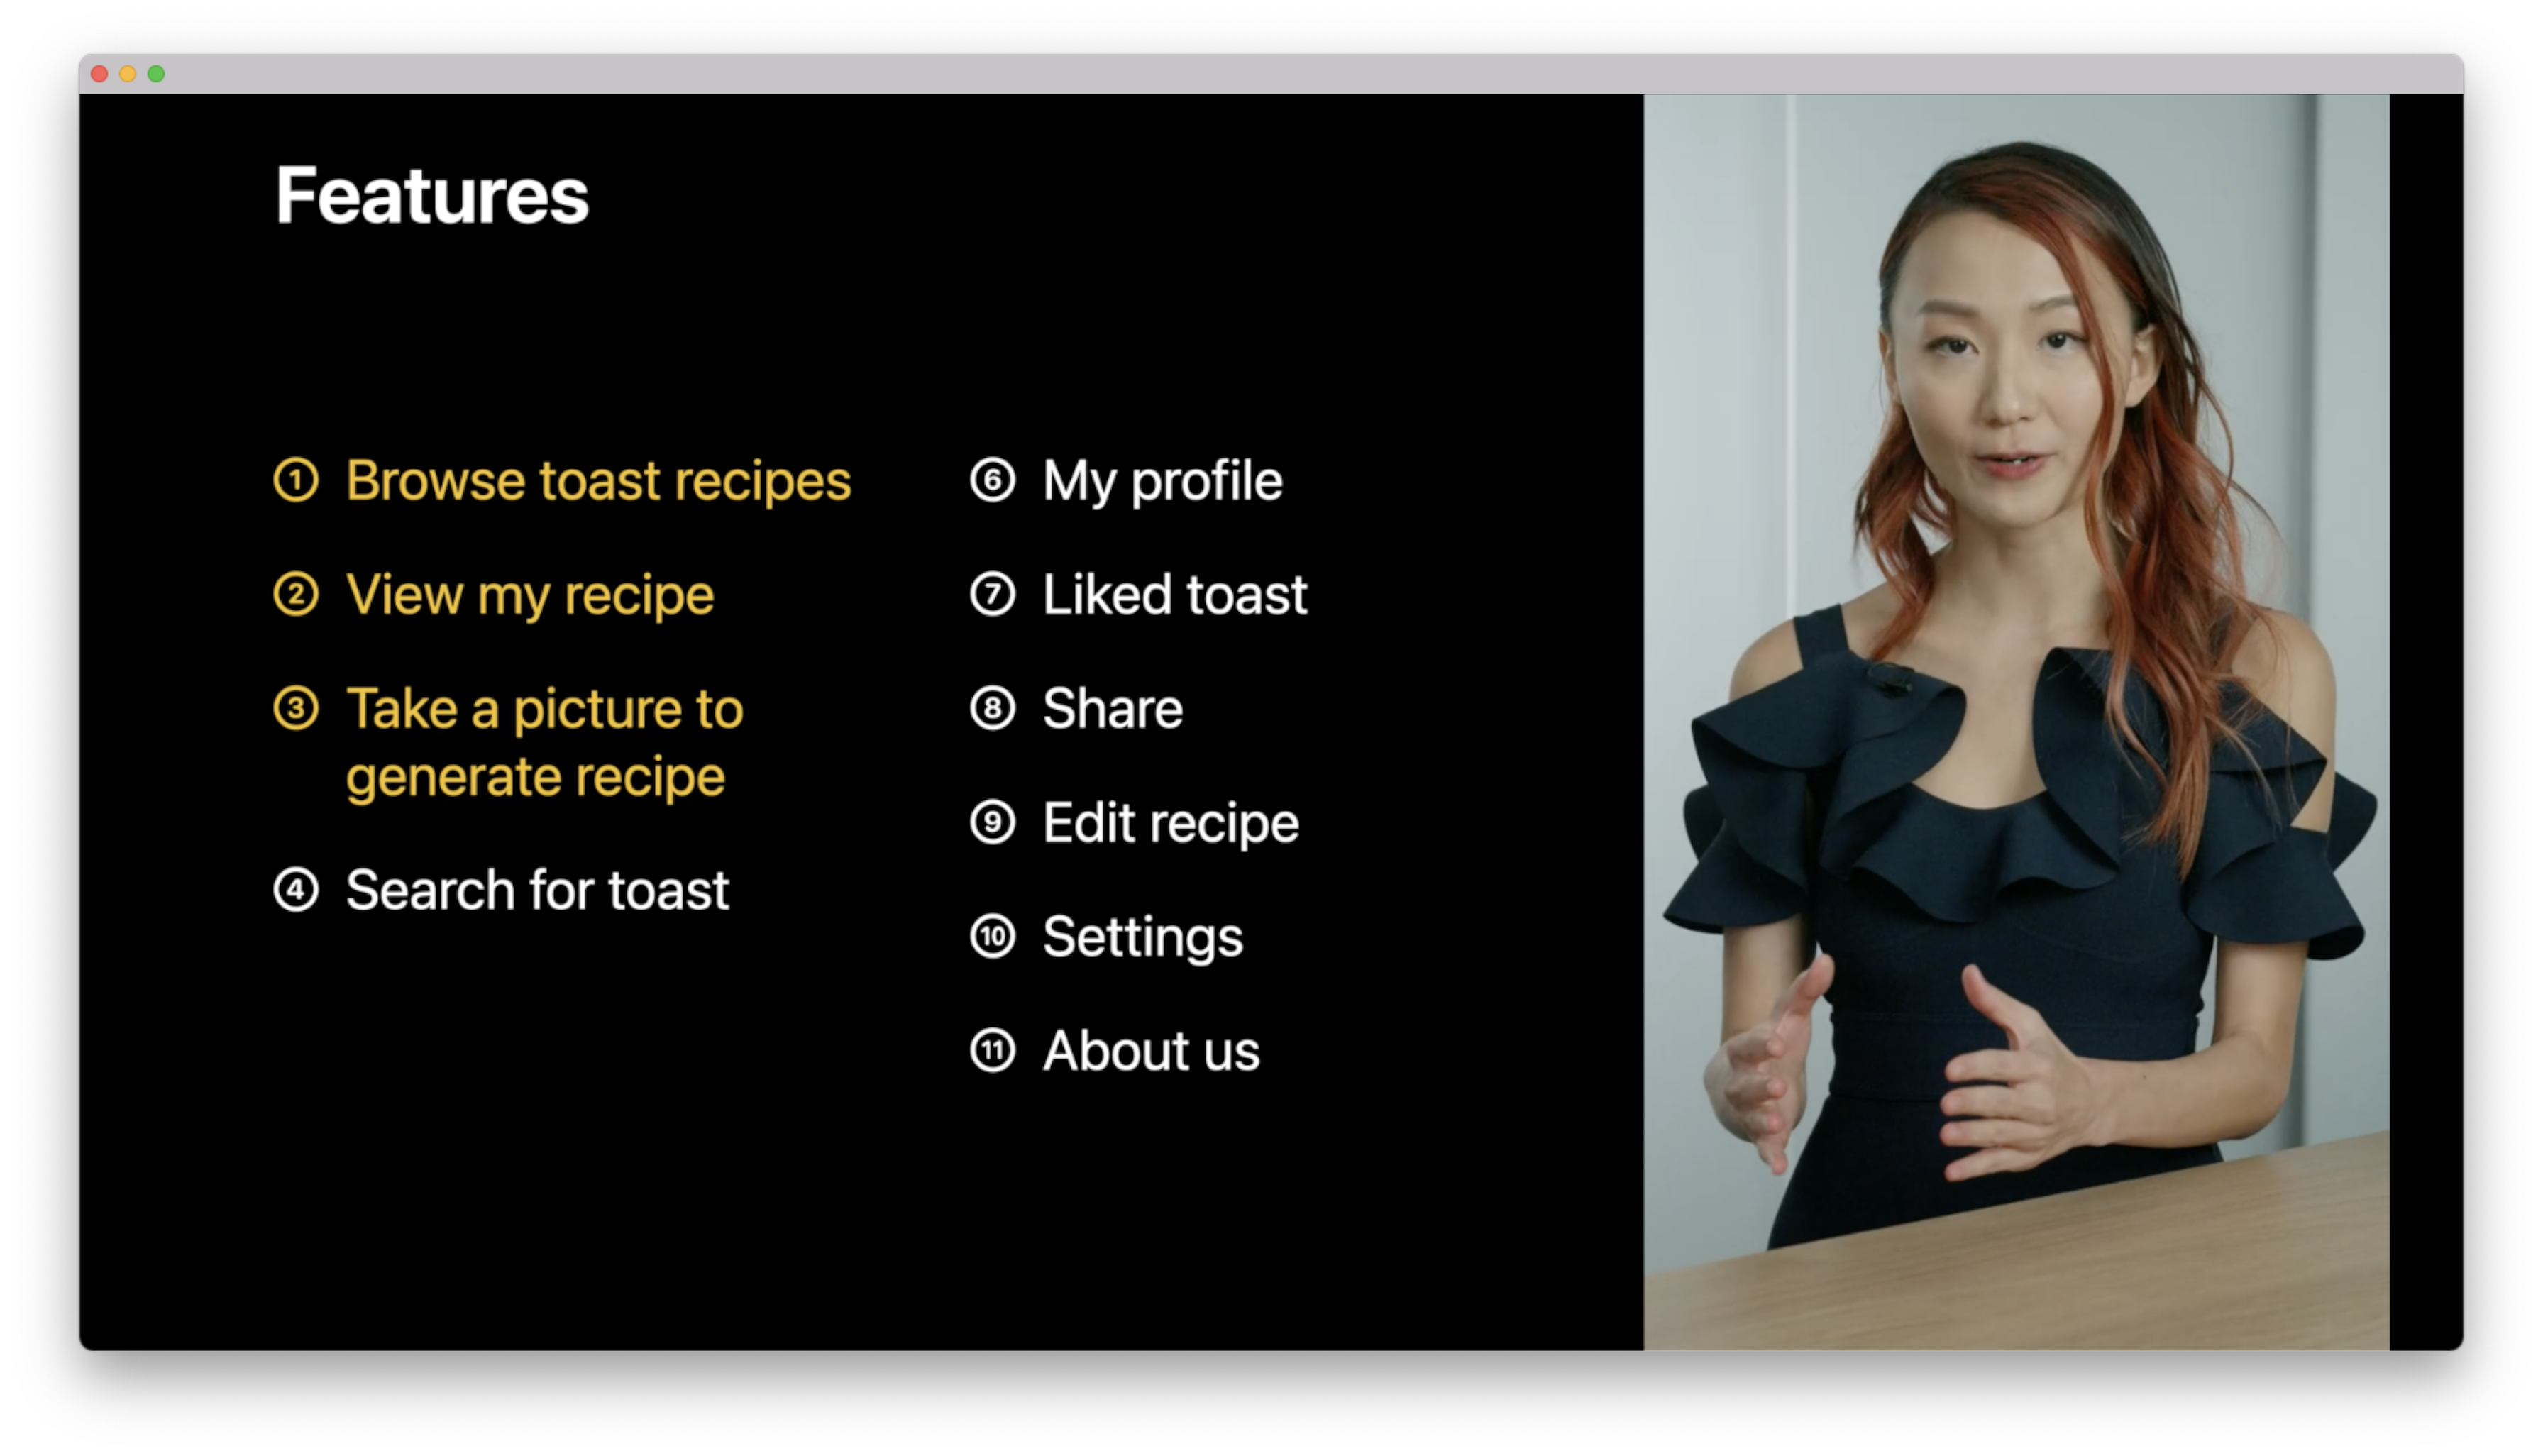 Features
① Browse toast recipes
② View my recipe
③ Take a picture to
generate recipe
④ Search for toast
⑥ My profile
⑦ Liked toast
⑧ Share
⑨ Edit recipe
⑩ Settings
⑪ About us